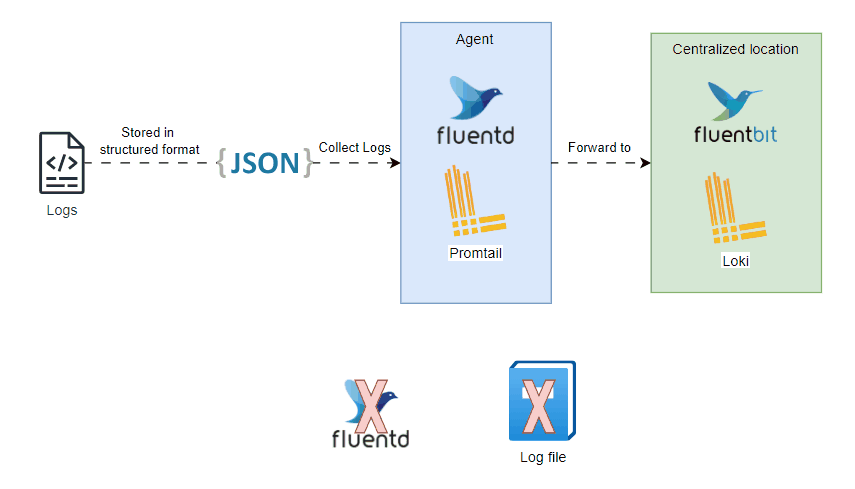 Agent
Centralized location
fluentd
fluentbit
Stored in
structured format
{JSON}
Collect Logs
Forward to
</>
Logs
Promtail
Loki
X
fluentd
X
Log file